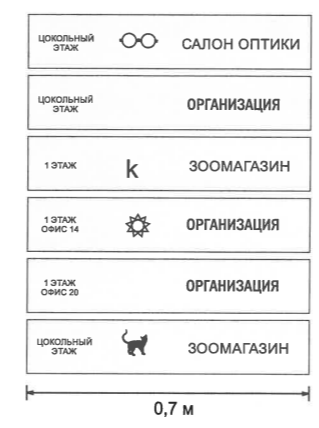 ЦОКОЛЬНЫЙ
ЭТАЖ
САЛОН ОПТИКИ
ЦОКОЛЬНЫЙ
ЭТАЖ
ОРГАНИЗАЦИЯ
1 ЭТАЖ
k
ЗООМАГАЗИН
1 ЭТАЖ
ОФИС 14
ОРГАНИЗАЦИЯ
1 ЭТАЖ
ОФИС 20
ОРГАНИЗАЦИЯ
ЦОКОЛЬНЫЙ
ЭТАЖ
ЗООМАГАЗИН
0,7 м